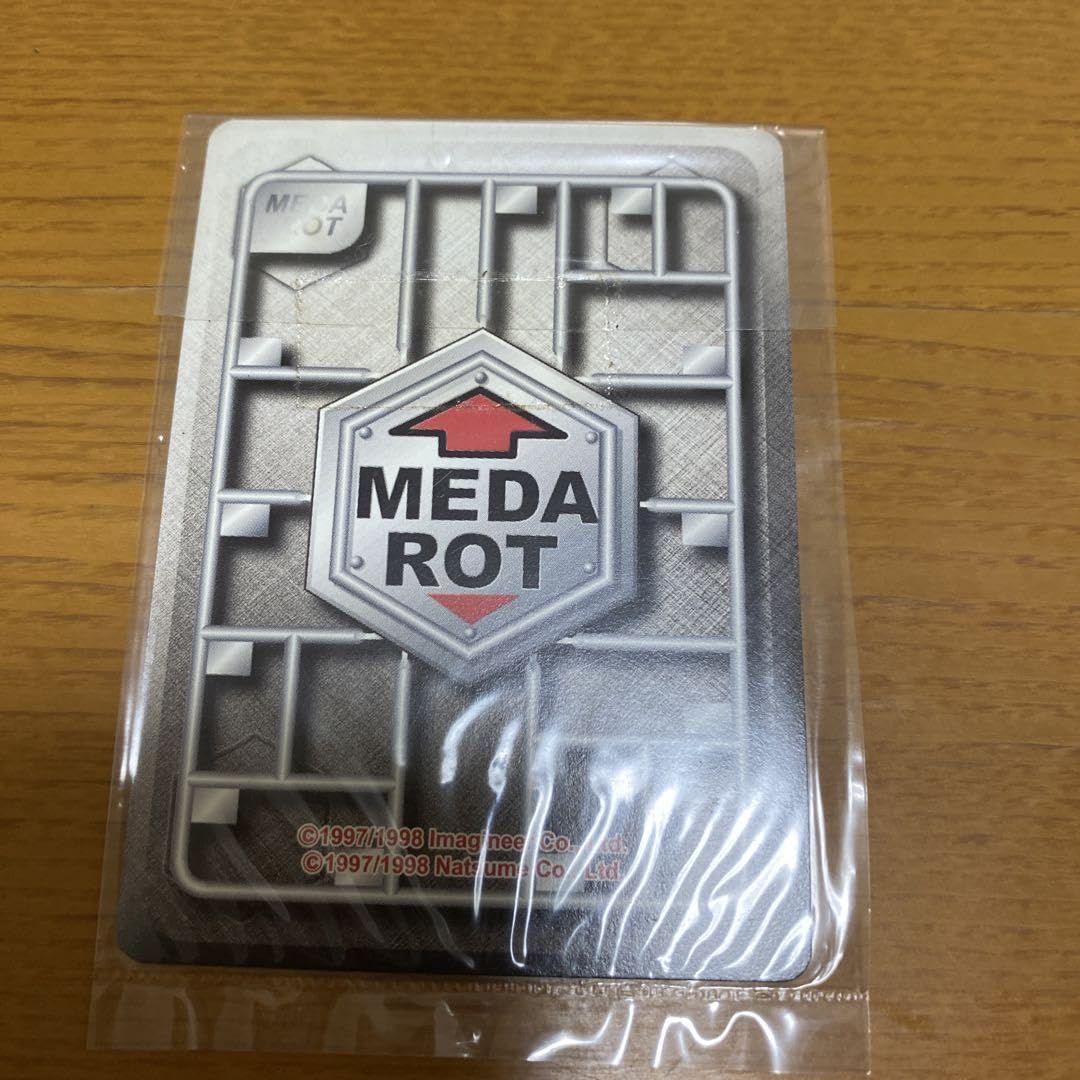 MEDA
ROT
MEDA
ROT
©1997/1998 Imagineer Co., Ltd.
©1997/1998 Natsume Co., Ltd.